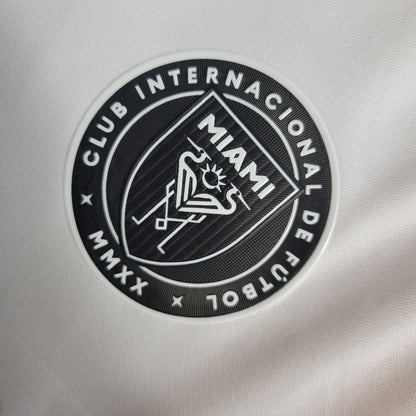 CLUB INTERNACIONAL DE FÚTBOL
MIAMI
MMXX